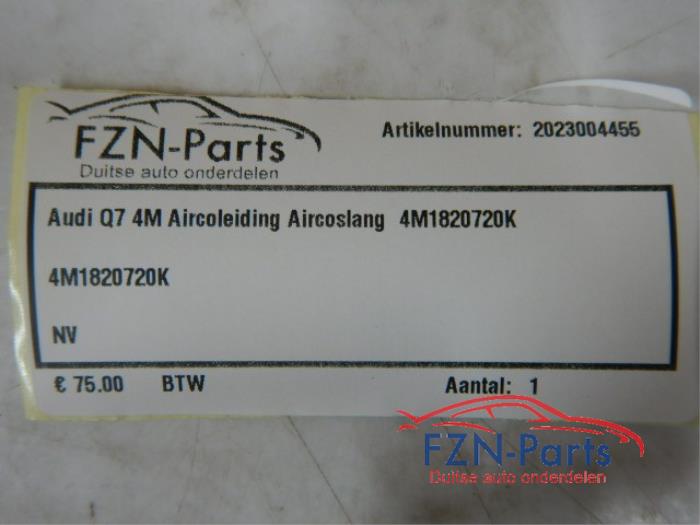 FZN-Parts
Duitse auto onderdelen
Artikelnummer: 2023004455
Audi Q7 4M Aircoleiding Aircoslang 4M1820720K
4M1820720K
NV
€ 75.00 BTW Aantal: 1
FZN-Parts
Duitse auto onderdelen